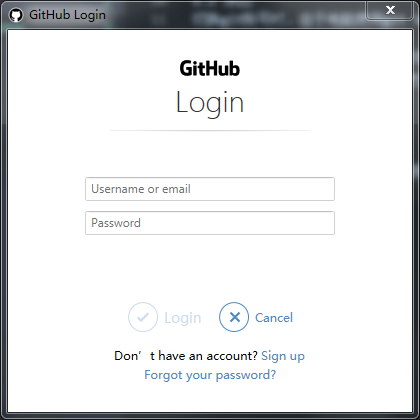 GitHub Login
GitHub
Login
Username or email
Password
Login Cancel
Don't have an account? Sign up
Forgot your password?